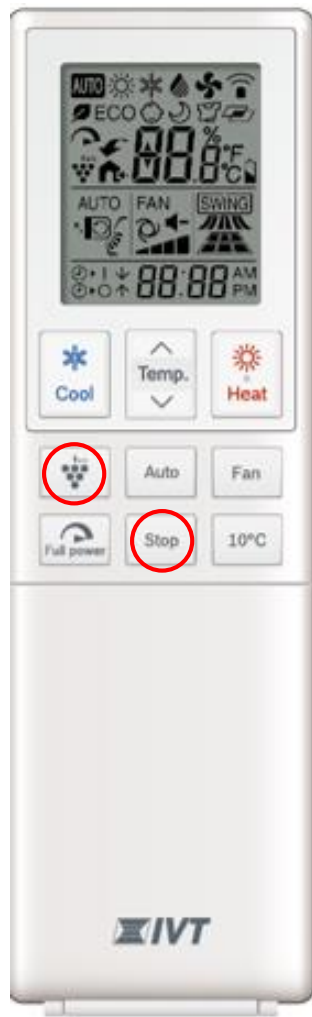 AUTO
ECO
88 % 8°F°C
AUTO FAN SWING
88:88 AM PM
Cool
Temp.
Heat
Auto
Fan
Full power
Stop
10°C
IVT